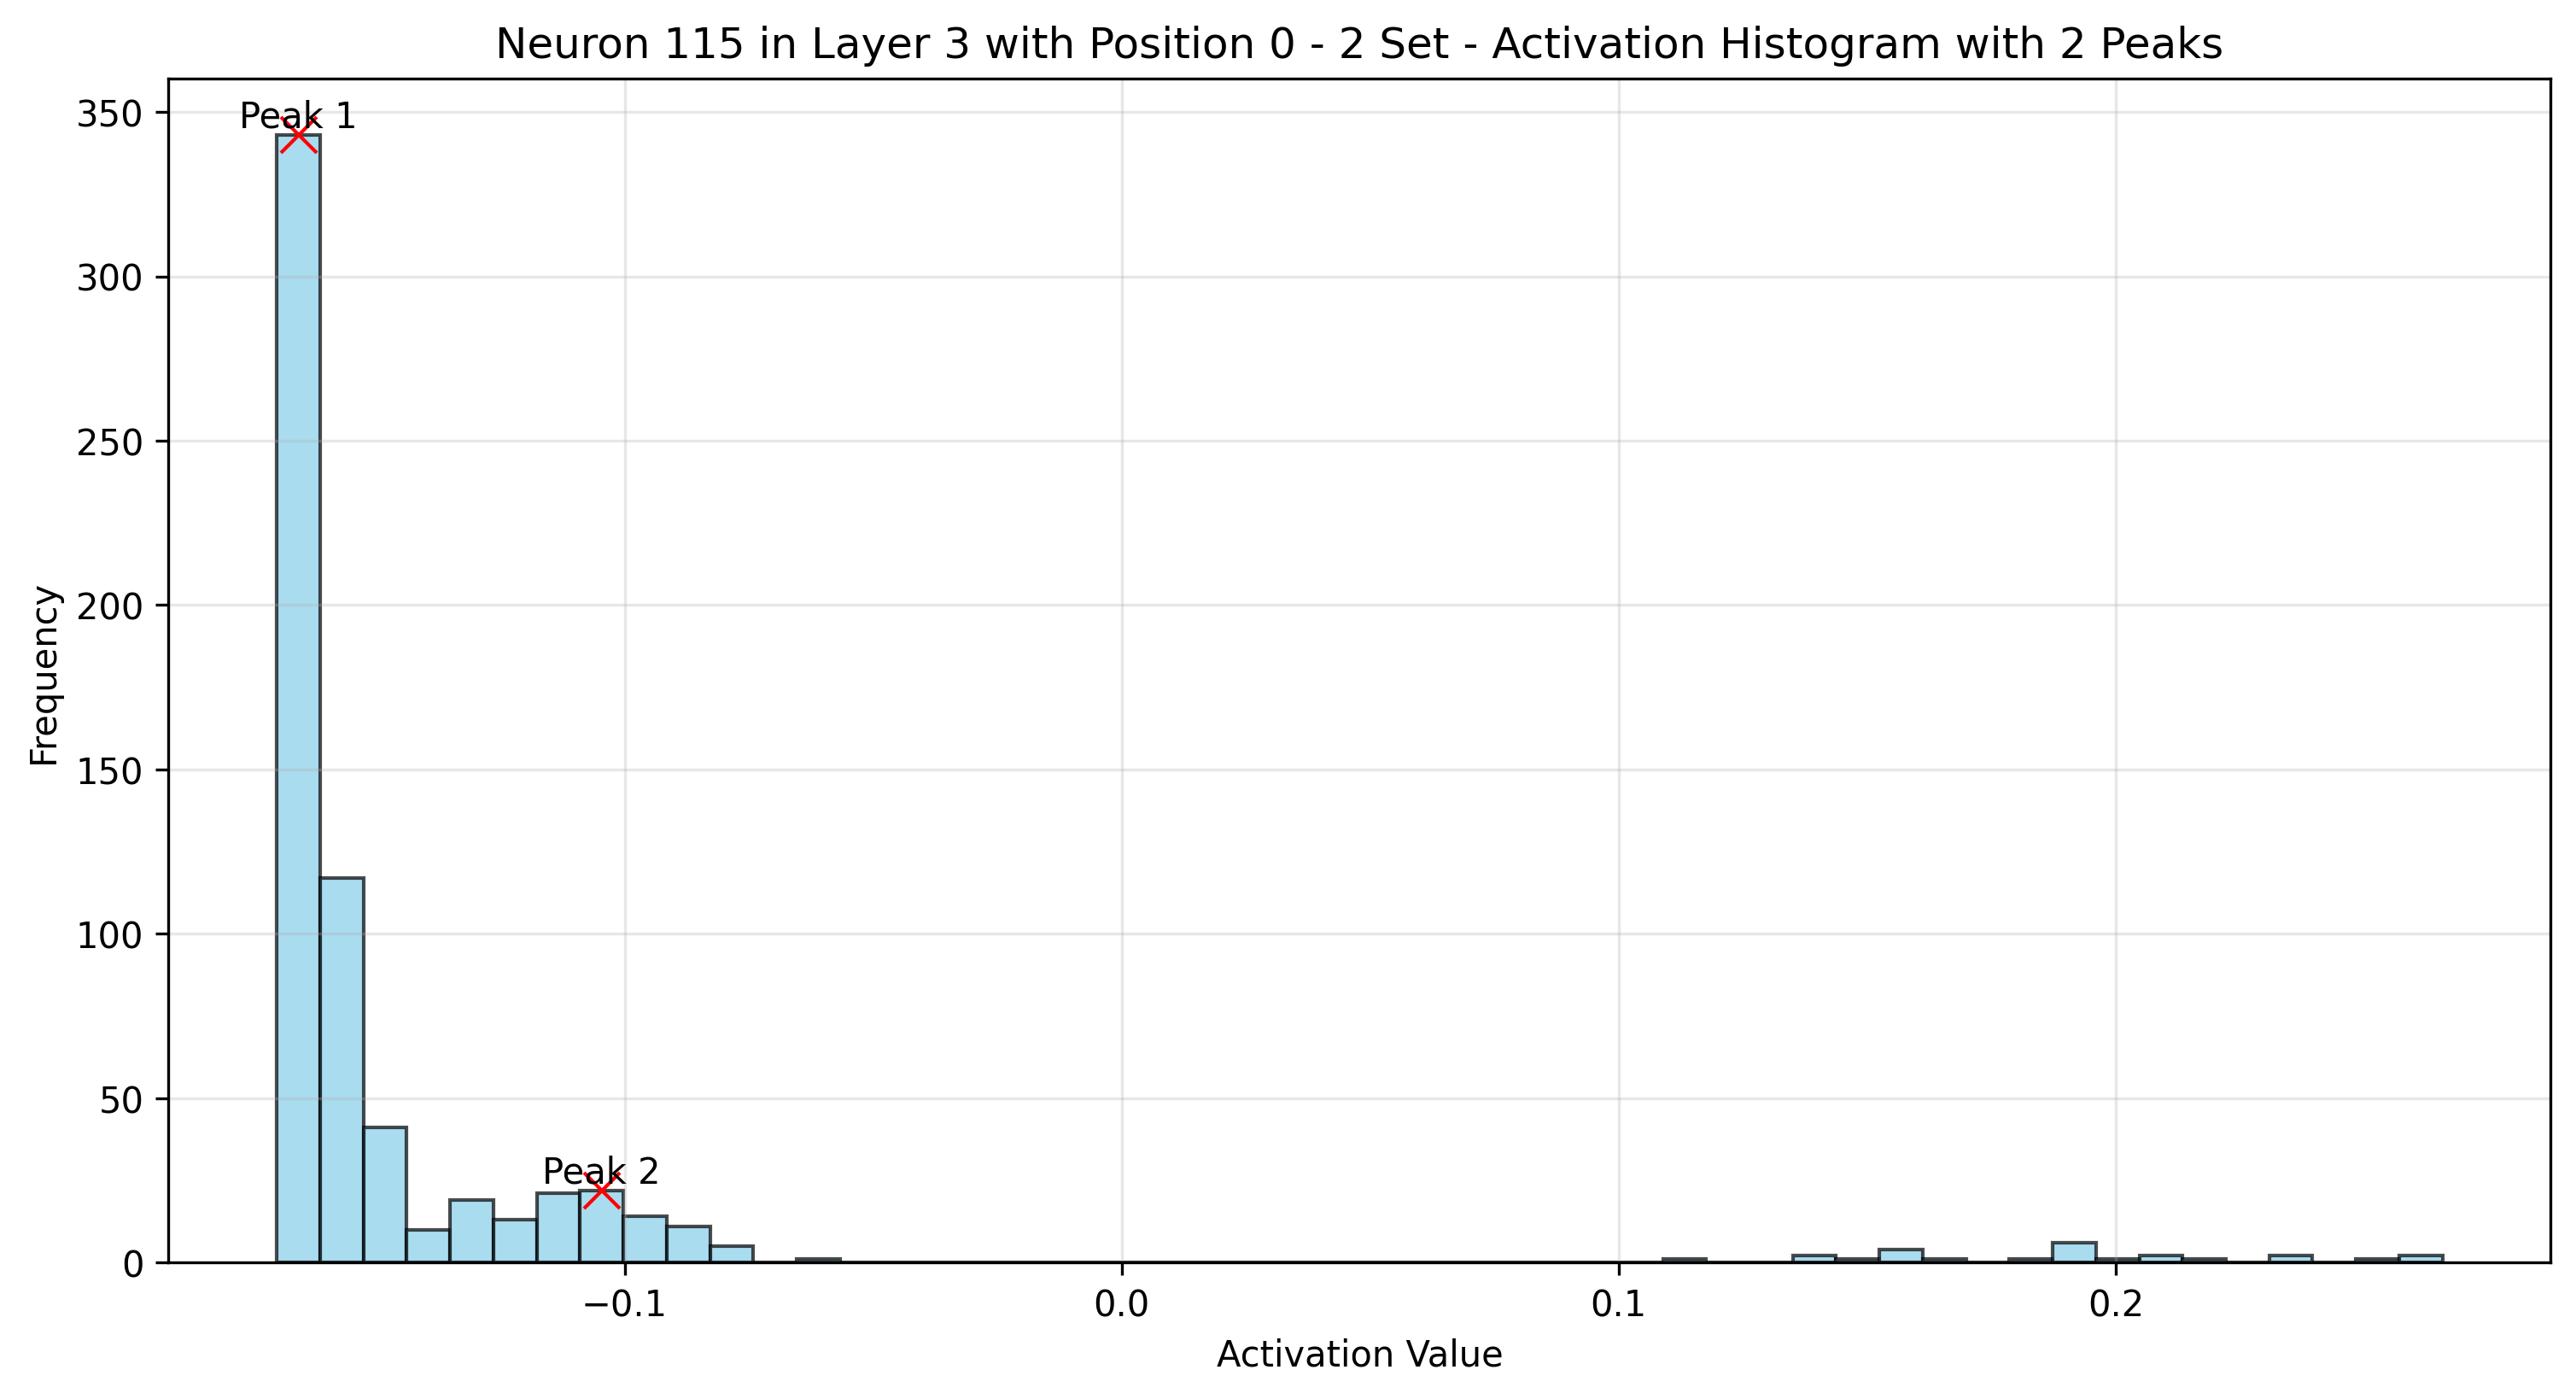 Neuron 115 in Layer 3 with Position 0 - 2 Set - Activation Histogram with 2 Peaks
350
Peak 1
300
250
200
150
100
50
Peak 2
0
Frequency
−0.1
0.0
0.1
0.2
Activation Value